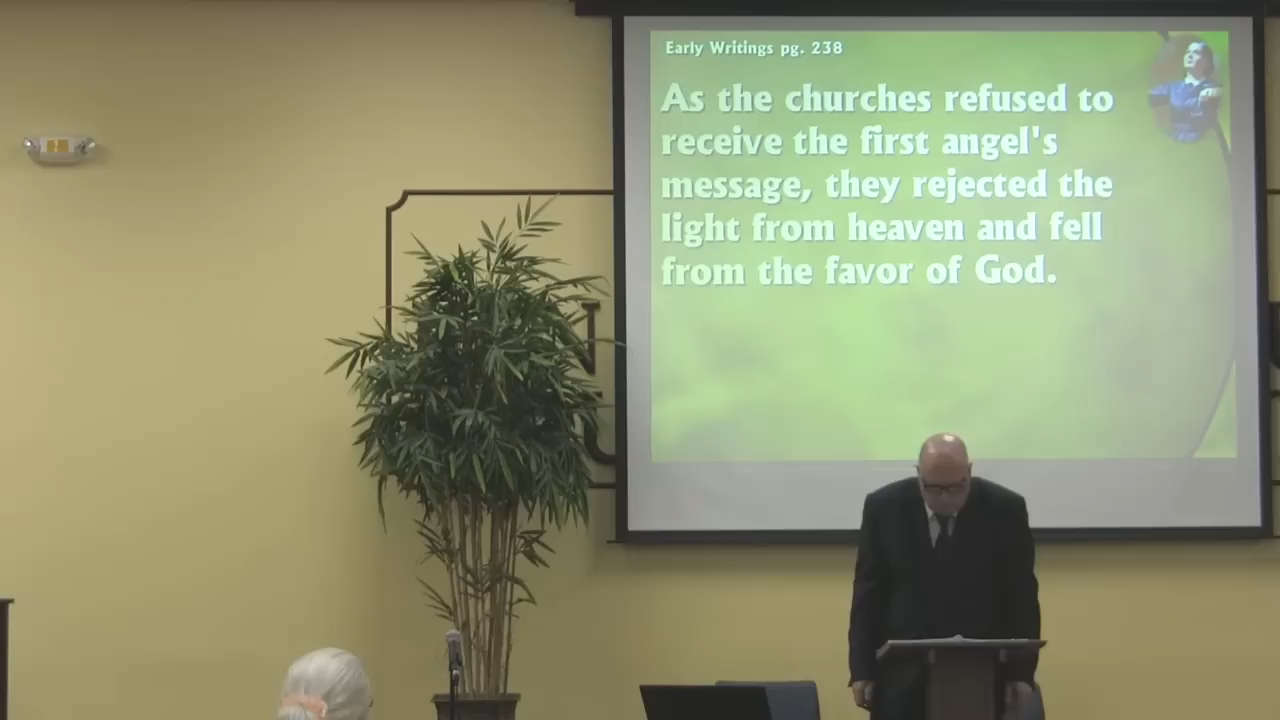 Early Writings pg. 238
As the churches refused to
receive the first angel's
message, they rejected the
light from heaven and fell
from the favor of God.